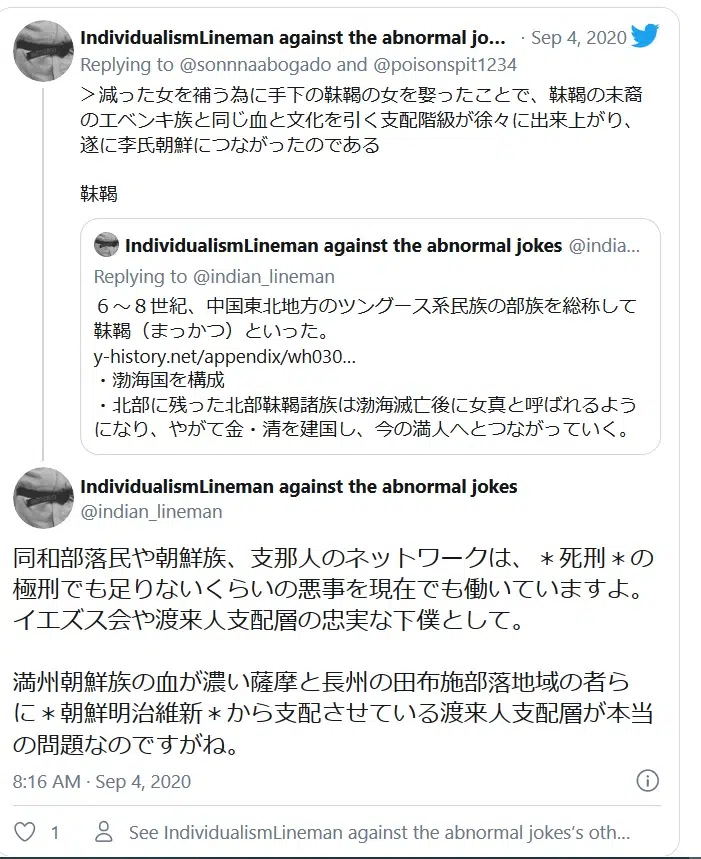 IndividualismLineman against the abnormal jo... · Sep 4, 2020
Replying to @sonnnaabogado and @poisonspit1234
＞減った女を補う為に手下の靺鞨の女を娶ったことで、靺鞨の末裔
のエベンキ族と同じ血と文化を引く支配階級が徐々に出来上がり、
遂に李氏朝鮮につながったのである
靺鞨
IndividualismLineman against the abnormal jokes @india...
Replying to @indian_lineman
６〜８世紀、中国東北地方のツングース系民族の部族を総称して
靺鞨（まっかつ）といった。
y-history.net/appendix/wh030...
・渤海国を構成
・北部に残った北部靺鞨諸族は渤海滅亡後に女真と呼ばれるよう
になり、やがて金・清を建国し、今の満人へとつながっていく。
IndividualismLineman against the abnormal jokes
@indian_lineman
同和部落民や朝鮮族、支那人のネットワークは、＊死刑＊の
極刑でも足りないくらいの悪事を現在でも働いていますよ。
イエズス会や渡来人支配層の忠実な下僕として。
満州朝鮮族の血が濃い薩摩と長州の田布施部落地域の者ら
に＊朝鮮明治維新＊から支配させている渡来人支配層が本当
の問題なのですがね。
8:16 AM · Sep 4, 2020
1 See IndividualismLineman against the abnormal jokes's oth...